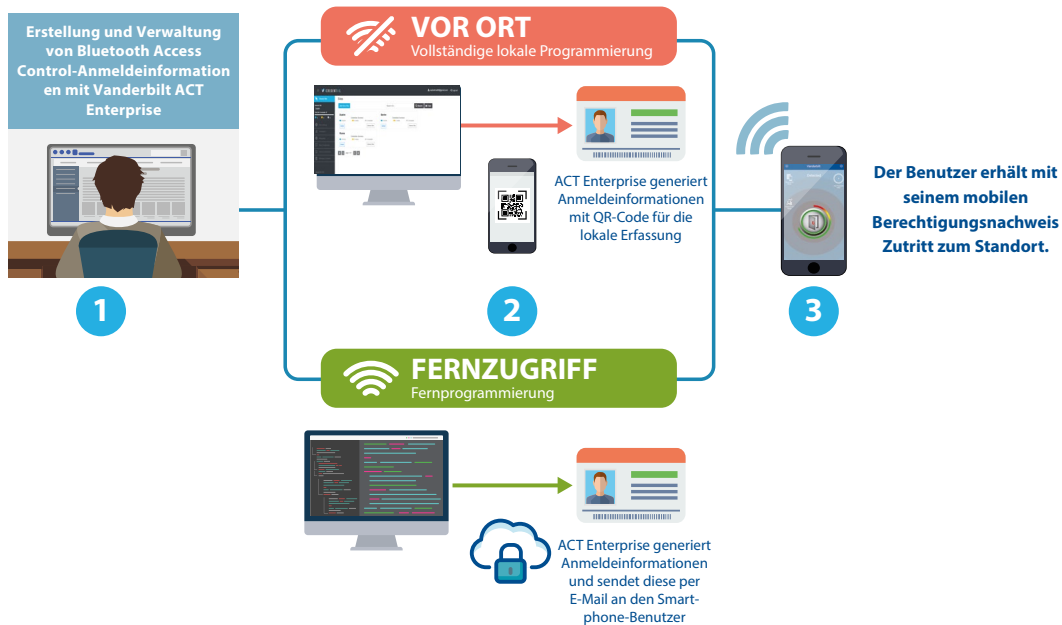 Erstellung und Verwaltung
von Bluetooth Access
Control-Anmeldeinformation
en mit Vanderbilt ACT
Enterprise
1
VOR ORT
Vollständige lokale Programmierung
ACT Enterprise generiert
Anmeldeinformationen
mit QR-Code für die
lokale Erfassung
2
FERNZUGRIFF
Fernprogrammierung
ACT Enterprise generiert
Anmeldeinformationen
und sendet diese per
E-Mail an den Smart-
phone-Benutzer
3
Der Benutzer erhält mit
seinem mobilen
Berechtigungsnachweis
Zutritt zum Standort.